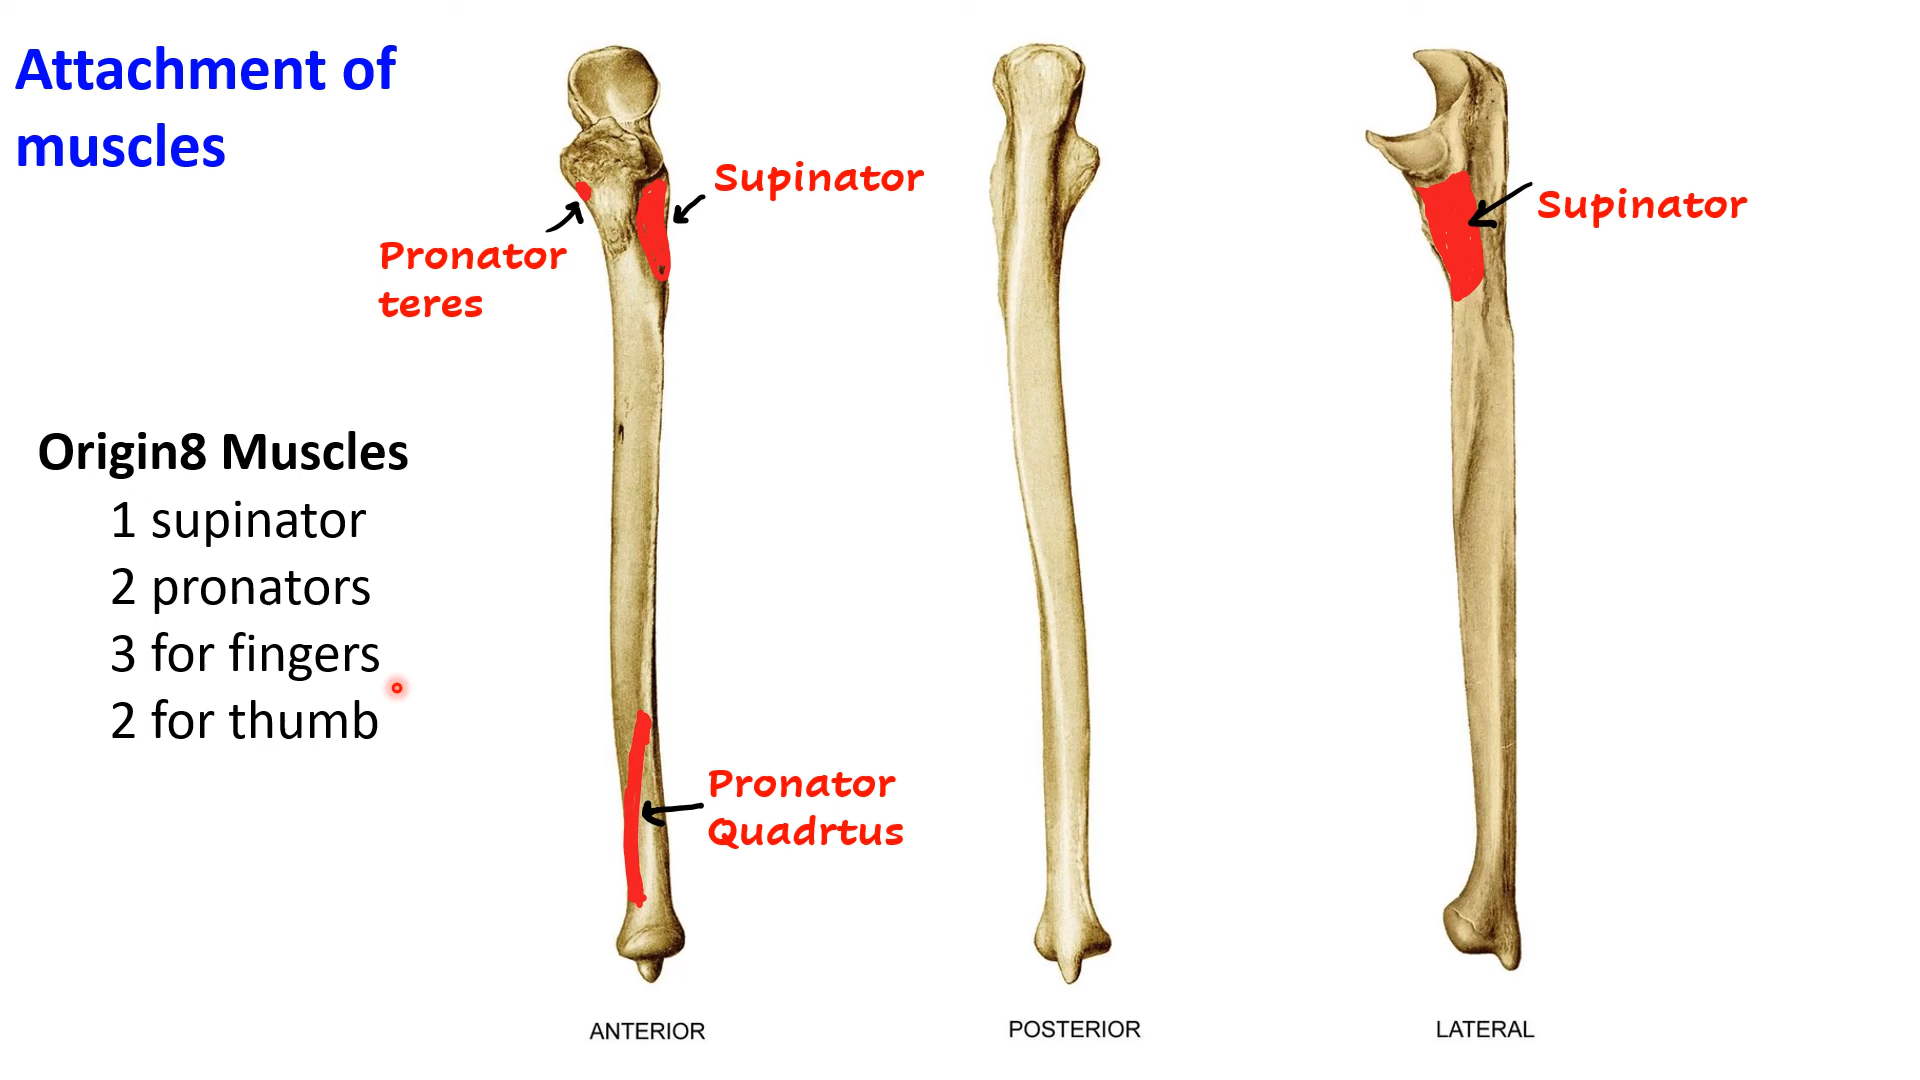 Attachment of
muscles
Supinator
Supinator
Pronator
teres
Origin8 Muscles
1 supinator
2 pronators
3 for fingers
2 for thumb
Pronator
Quadrtus
ANTERIOR
POSTERIOR
LATERAL